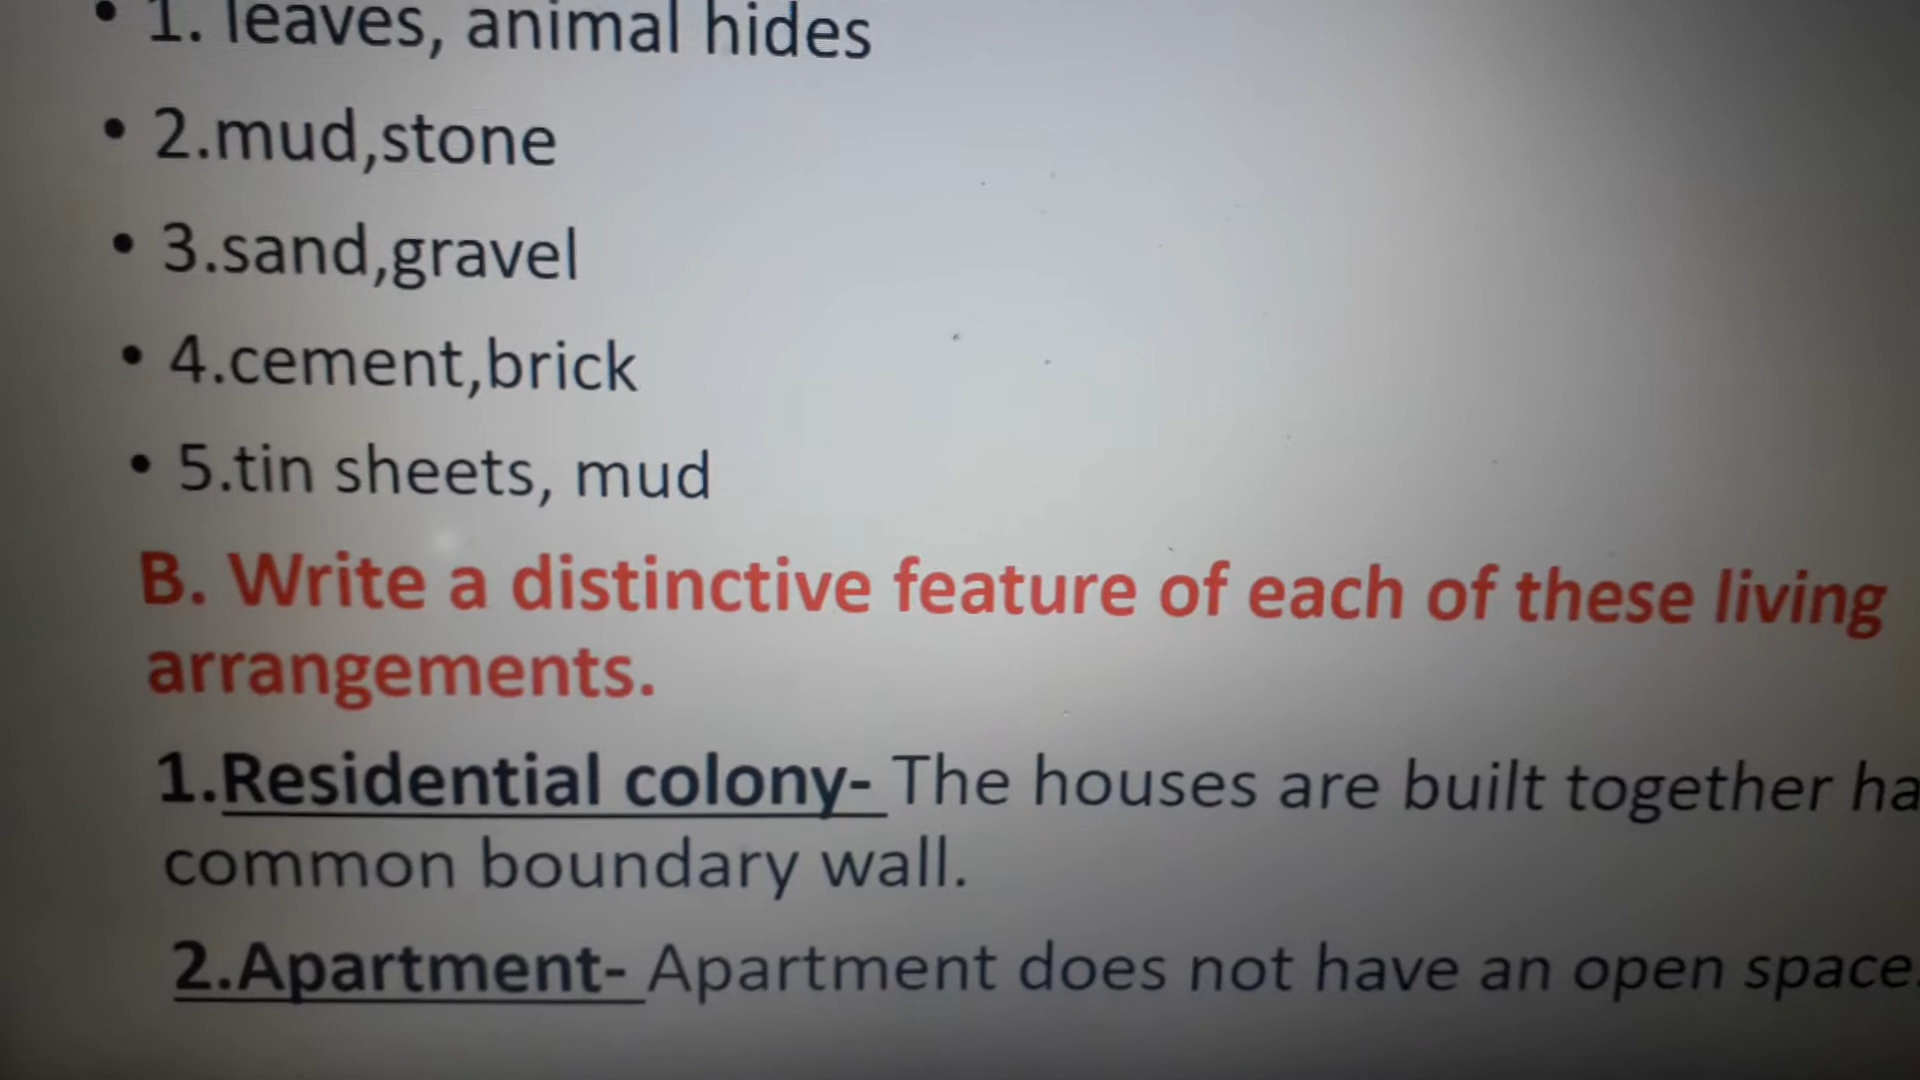 • 1. leaves, animal hides
• 2.mud,stone
• 3.sand,gravel
• 4.cement,brick
• 5.tin sheets, mud
B. Write a distinctive feature of each of these living
arrangements.
1.Residential colony- The houses are built together
common boundary wall.
2.Apartment- Apartment does not have an open space.